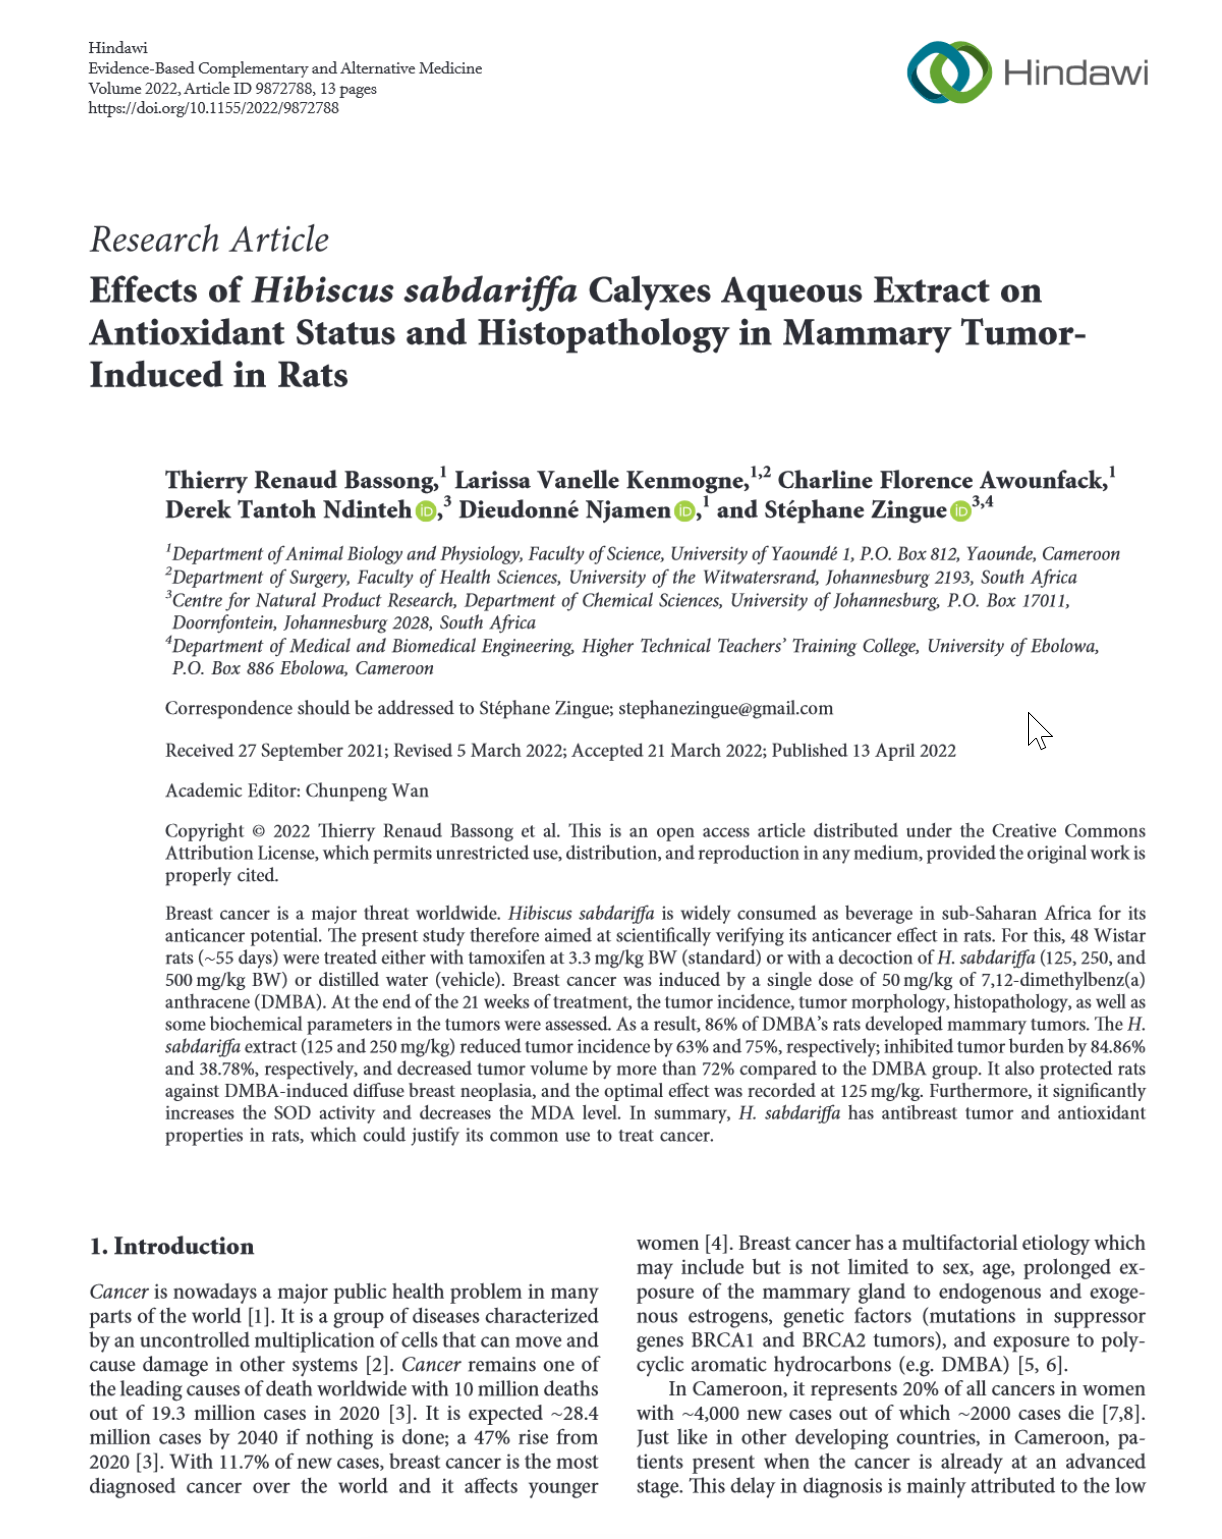 Hindawi
Evidence-Based Complementary and Alternative Medicine
Volume 2022, Article ID 9872788, 13 pages
https://doi.org/10.1155/2022/9872788
Hindawi
Research Article
Effects of Hibiscus sabdariffa Calyxes Aqueous Extract on
Antioxidant Status and Histopathology in Mammary Tumor-
Induced in Rats
Thierry Renaud Bassong,1 Larissa Vanelle Kenmogne,1,2 Charline Florence Awounfack,1
Derek Tantoh Ndinteh iD,3 Dieudonné Njamen iD,1 and Stéphane Zingue iD3,4
1Department of Animal Biology and Physiology, Faculty of Science, University of Yaoundé 1, P.O. Box 812, Yaounde, Cameroon
2Department of Surgery, Faculty of Health Sciences, University of the Witwatersrand, Johannesburg 2193, South Africa
3Centre for Natural Product Research, Department of Chemical Sciences, University of Johannesburg, P.O. Box 17011,
Doornfontein, Johannesburg 2028, South Africa
4Department of Medical and Biomedical Engineering, Higher Technical Teachers' Training College, University of Ebolowa,
P.O. Box 886 Ebolowa, Cameroon
Correspondence should be addressed to Stéphane Zingue; stephanezingue@gmail.com
Received 27 September 2021; Revised 5 March 2022; Accepted 21 March 2022; Published 13 April 2022
Academic Editor: Chunpeng Wan
Copyright © 2022 Thierry Renaud Bassong et al. This is an open access article distributed under the Creative Commons
Attribution License, which permits unrestricted use, distribution, and reproduction in any medium, provided the original work is
properly cited.
Breast cancer is a major threat worldwide. Hibiscus sabdariffa is widely consumed as beverage in sub-Saharan Africa for its
anticancer potential. The present study therefore aimed at scientifically verifying its anticancer effect in rats. For this, 48 Wistar
rats (~55 days) were treated either with tamoxifen at 3.3 mg/kg BW (standard) or with a decoction of H. sabdariffa (125, 250, and
500 mg/kg BW) or distilled water (vehicle). Breast cancer was induced by a single dose of 50 mg/kg of 7,12-dimethylbenz(a)
anthracene (DMBA). At the end of the 21 weeks of treatment, the tumor incidence, tumor morphology, histopathology, as well as
some biochemical parameters in the tumors were assessed. As a result, 86% of DMBA's rats developed mammary tumors. The H.
sabdariffa extract (125 and 250 mg/kg) reduced tumor incidence by 63% and 75%, respectively; inhibited tumor burden by 84.86%
and 38.78%, respectively, and decreased tumor volume by more than 72% compared to the DMBA group. It also protected rats
against DMBA-induced diffuse breast neoplasia, and the optimal effect was recorded at 125 mg/kg. Furthermore, it significantly
increases the SOD activity and decreases the MDA level. In summary, H. sabdariffa has antibreast tumor and antioxidant
properties in rats, which could justify its common use to treat cancer.
1. Introduction
Cancer is nowadays a major public health problem in many
parts of the world [1]. It is a group of diseases characterized
by an uncontrolled multiplication of cells that can move and
cause damage in other systems [2]. Cancer remains one of
the leading causes of death worldwide with 10 million deaths
out of 19.3 million cases in 2020 [3]. It is expected ~28.4
million cases by 2040 if nothing is done; a 47% rise from
2020 [3]. With 11.7% of new cases, breast cancer is the most
diagnosed cancer over the world and it affects younger
women [4]. Breast cancer has a multifactorial etiology which
may include but is not limited to sex, age, prolonged ex-
posure of the mammary gland to endogenous and exoge-
nous estrogens, genetic factors (mutations in suppressor
genes BRCA1 and BRCA2 tumors), and exposure to poly-
cyclic aromatic hydrocarbons (e.g. DMBA) [5, 6].
In Cameroon, it represents 20% of all cancers in women
with ~4,000 new cases out of which ~2000 cases die [7,8].
Just like in other developing countries, in Cameroon, pa-
tients present when the cancer is already at an advanced
stage. This delay in diagnosis is mainly attributed to the low